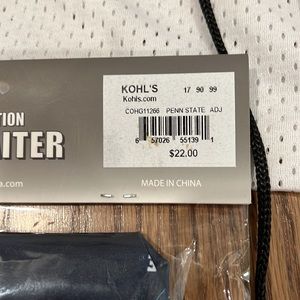 KOHL'S 17 90 99
Kohls.com
COHG11266 PENN STATE ADJ
6 57026 55139 1
$22.00
TION
ITER
a.com
MADE IN CHINA